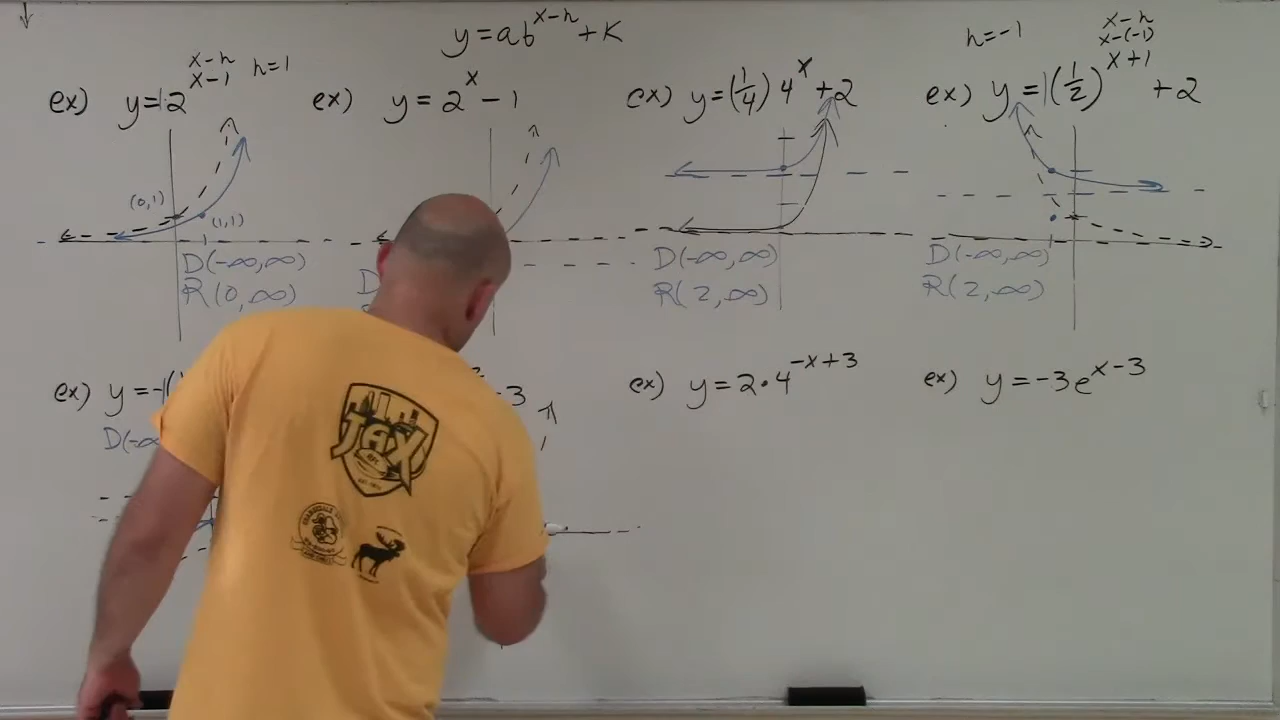 y = ab^{x-h} + K
x-h
ex) y = 1·2^{x-1} h=1
(0,1)
(1,1)
D(-∞,∞)
R(0,∞)
ex) y = 2^x - 1
D
ex) y = (1/4) 4^x + 2
D(-∞,∞)
R(2,∞)
h=-1
x-h
x-(-1)
ex) y = 1(1/2)^{x+1} + 2
D(-∞,∞)
R(2,∞)
ex) y = -1(
D(-∞
-3
ex) y = 2·4^{-x+3}
ex) y = -3e^{x-3}
JAX